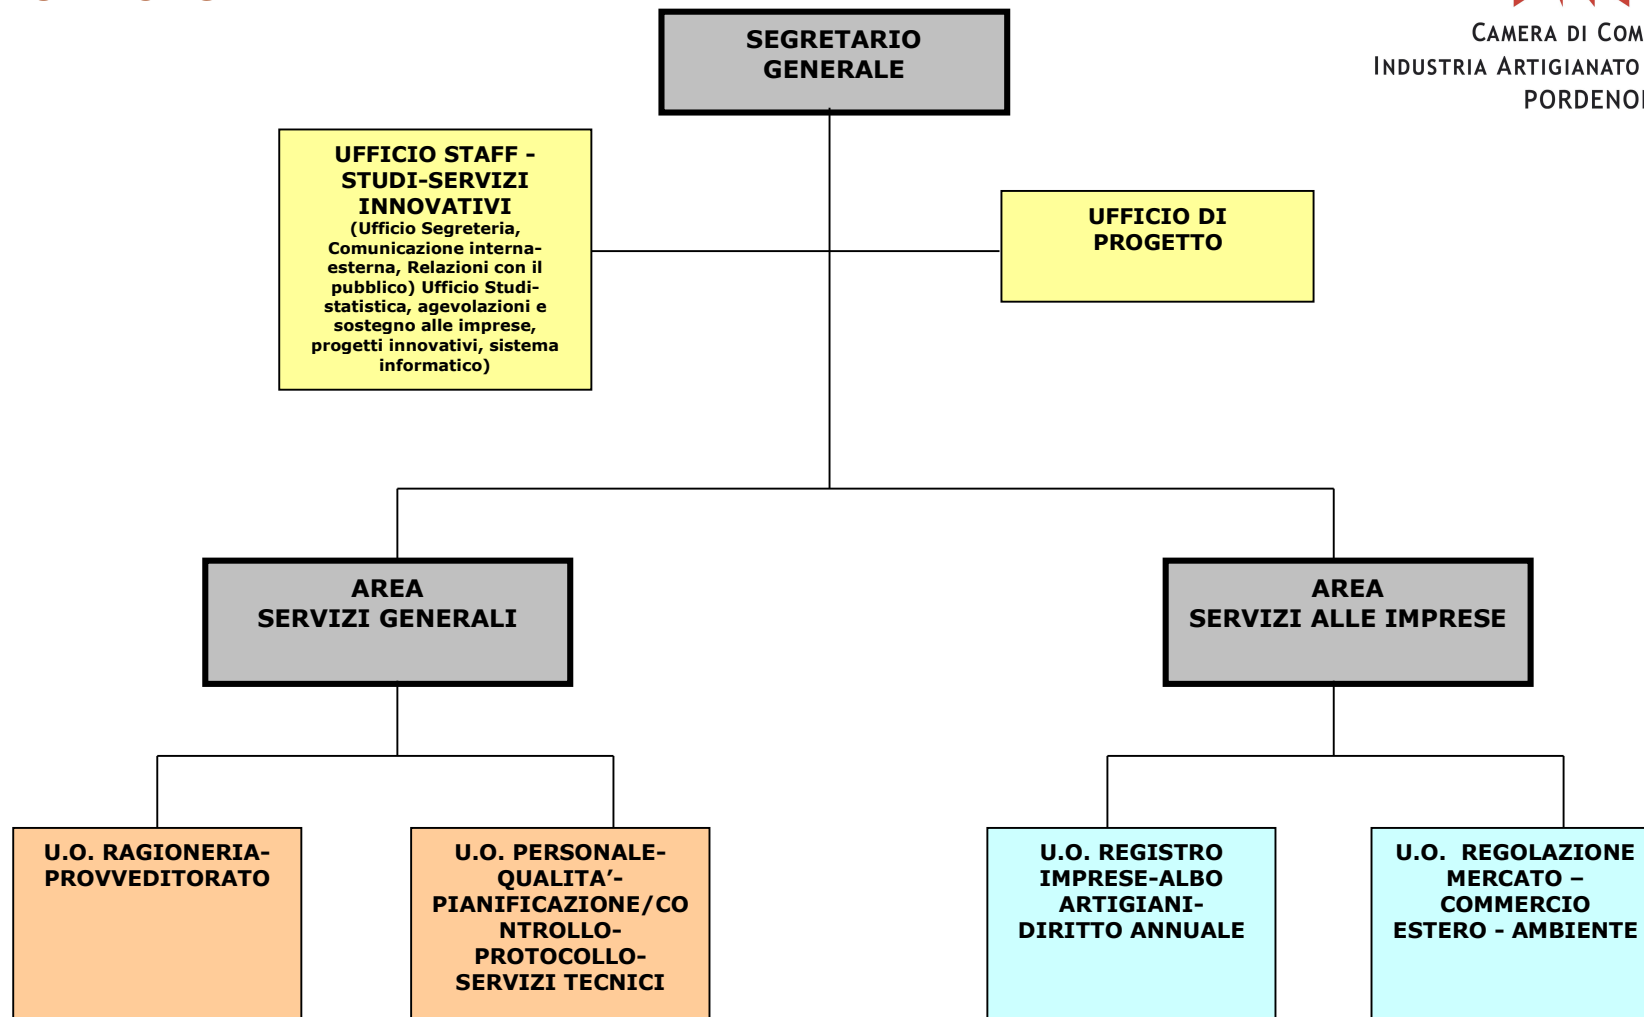 SEGRETARIO
GENERALE
CAMERA DI COM
INDUSTRIA ARTIGIANATO
PORDENO
UFFICIO STAFF -
STUDI-SERVIZI
INNOVATIVI
(Ufficio Segreteria,
Comunicazione interna-
esterna, Relazioni con il
pubblico) Ufficio Studi-
statistica, agevolazioni e
sostegno alle imprese,
progetti innovativi, sistema
informatico)
UFFICIO DI
PROGETTO
AREA
SERVIZI GENERALI
AREA
SERVIZI ALLE IMPRESE
U.O. RAGIONERIA-
PROVVEDITORATO
U.O. PERSONALE-
QUALITA’-
PIANIFICAZIONE/CO
NTROLLO-
PROTOCOLLO-
SERVIZI TECNICI
U.O. REGISTRO
IMPRESE-ALBO
ARTIGIANI-
DIRITTO ANNUALE
U.O. REGOLAZIONE
MERCATO –
COMMERCIO
ESTERO - AMBIENTE